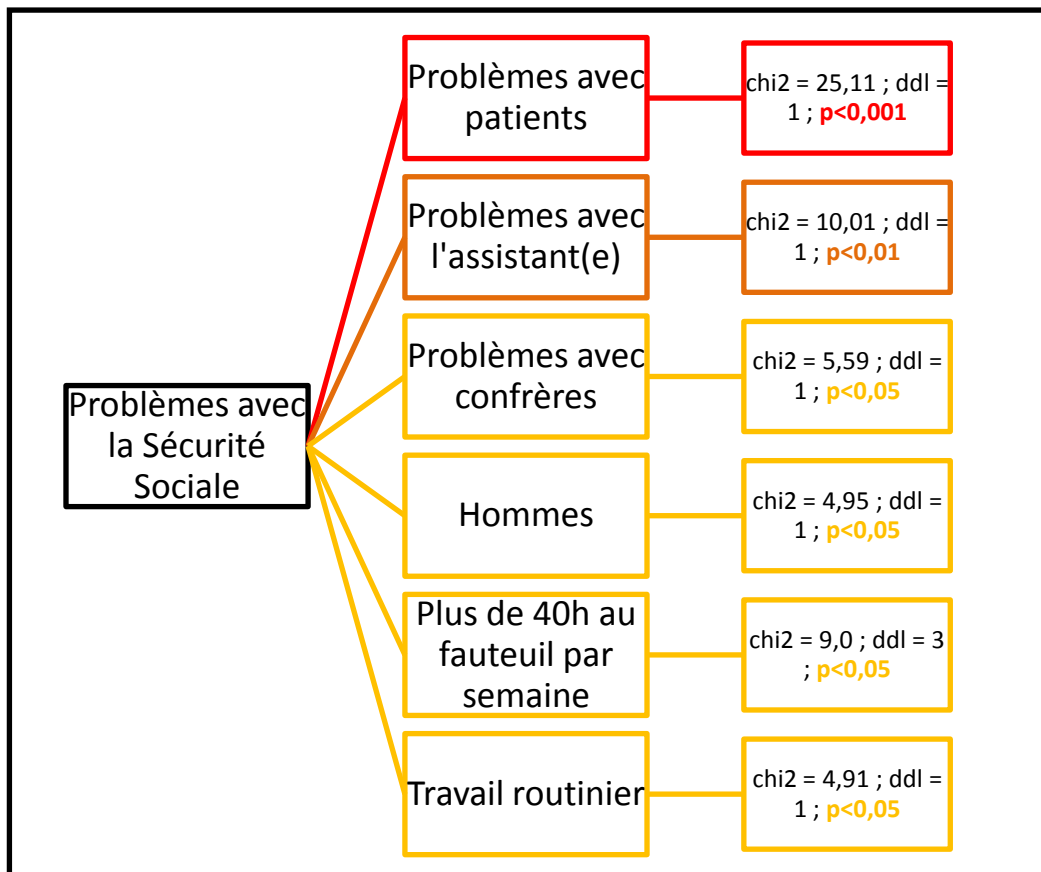 Problèmes avec
la Sécurité
Sociale
Problèmes avec
patients
chi2 = 25,11 ; ddl =
1 ; p<0,001
Problèmes avec
l'assistant(e)
chi2 = 10,01 ; ddl =
1 ; p<0,01
Problèmes avec
confrères
chi2 = 5,59 ; ddl =
1 ; p<0,05
Hommes
chi2 = 4,95 ; ddl =
1 ; p<0,05
Plus de 40h au
fauteuil par
semaine
chi2 = 9,0 ; ddl = 3
; p<0,05
Travail routinier
chi2 = 4,91 ; ddl =
1 ; p<0,05